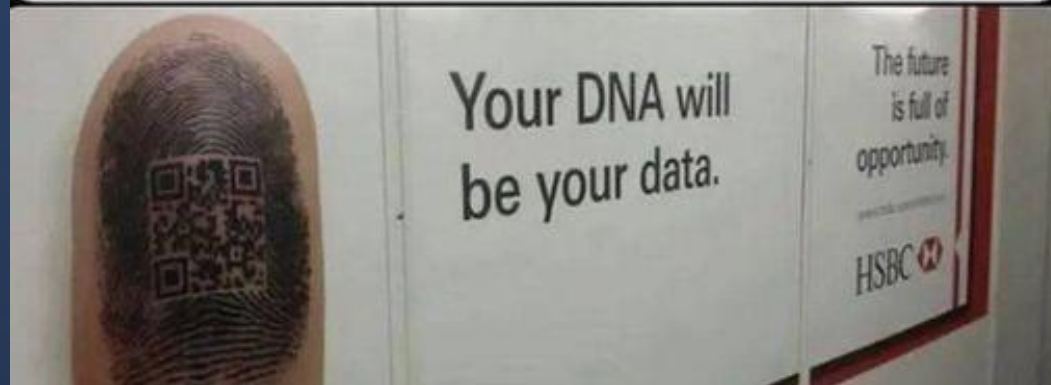 Your DNA will
be your data.
The future
is full of
opportunity.
HSBC